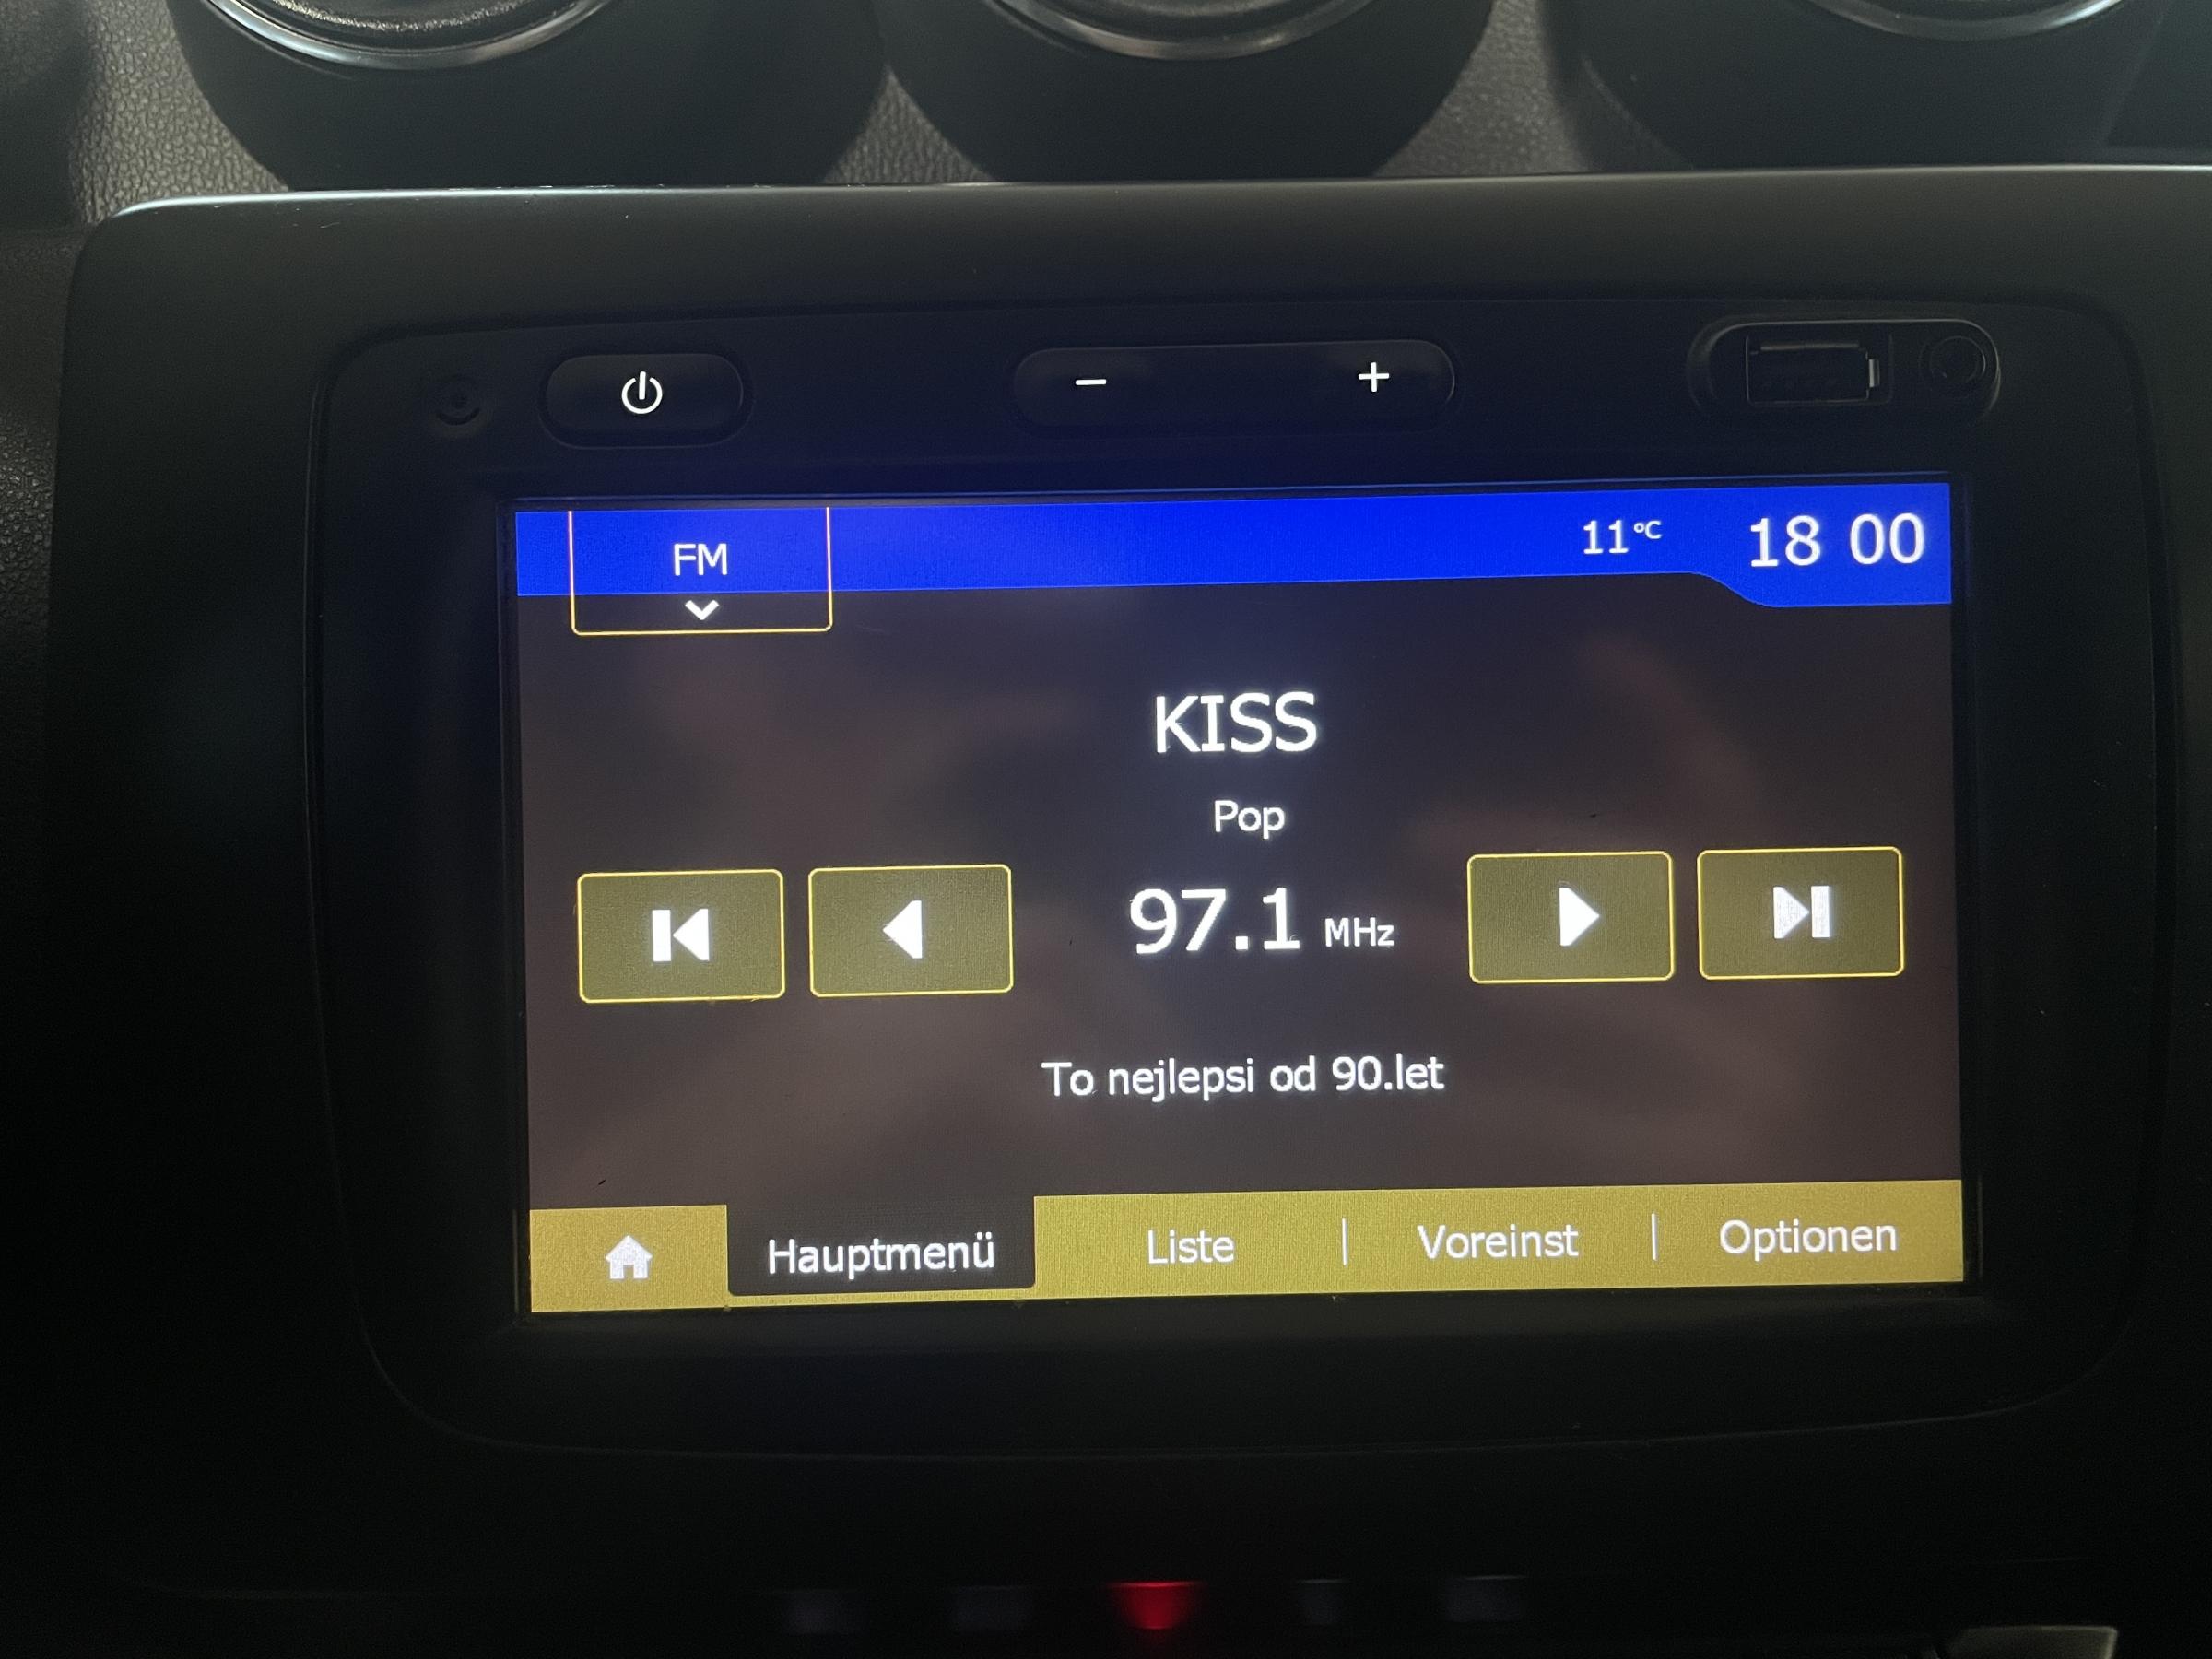 FM
11°C
18 00
KISS
Pop
97.1 MHz
To nejlepsi od 90.let
Hauptmenü
Liste
Voreinst
Optionen